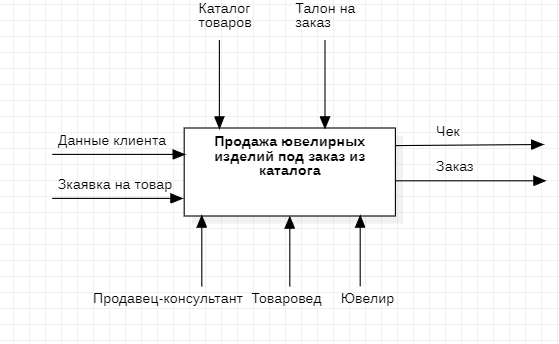 Каталог
товаров
Талон на
заказ
Данные клиента
Зкаявка на товар
Продажа ювелирных
изделий под заказ из
каталога
Чек
Заказ
Продавец-консультант Товаровед Ювелир